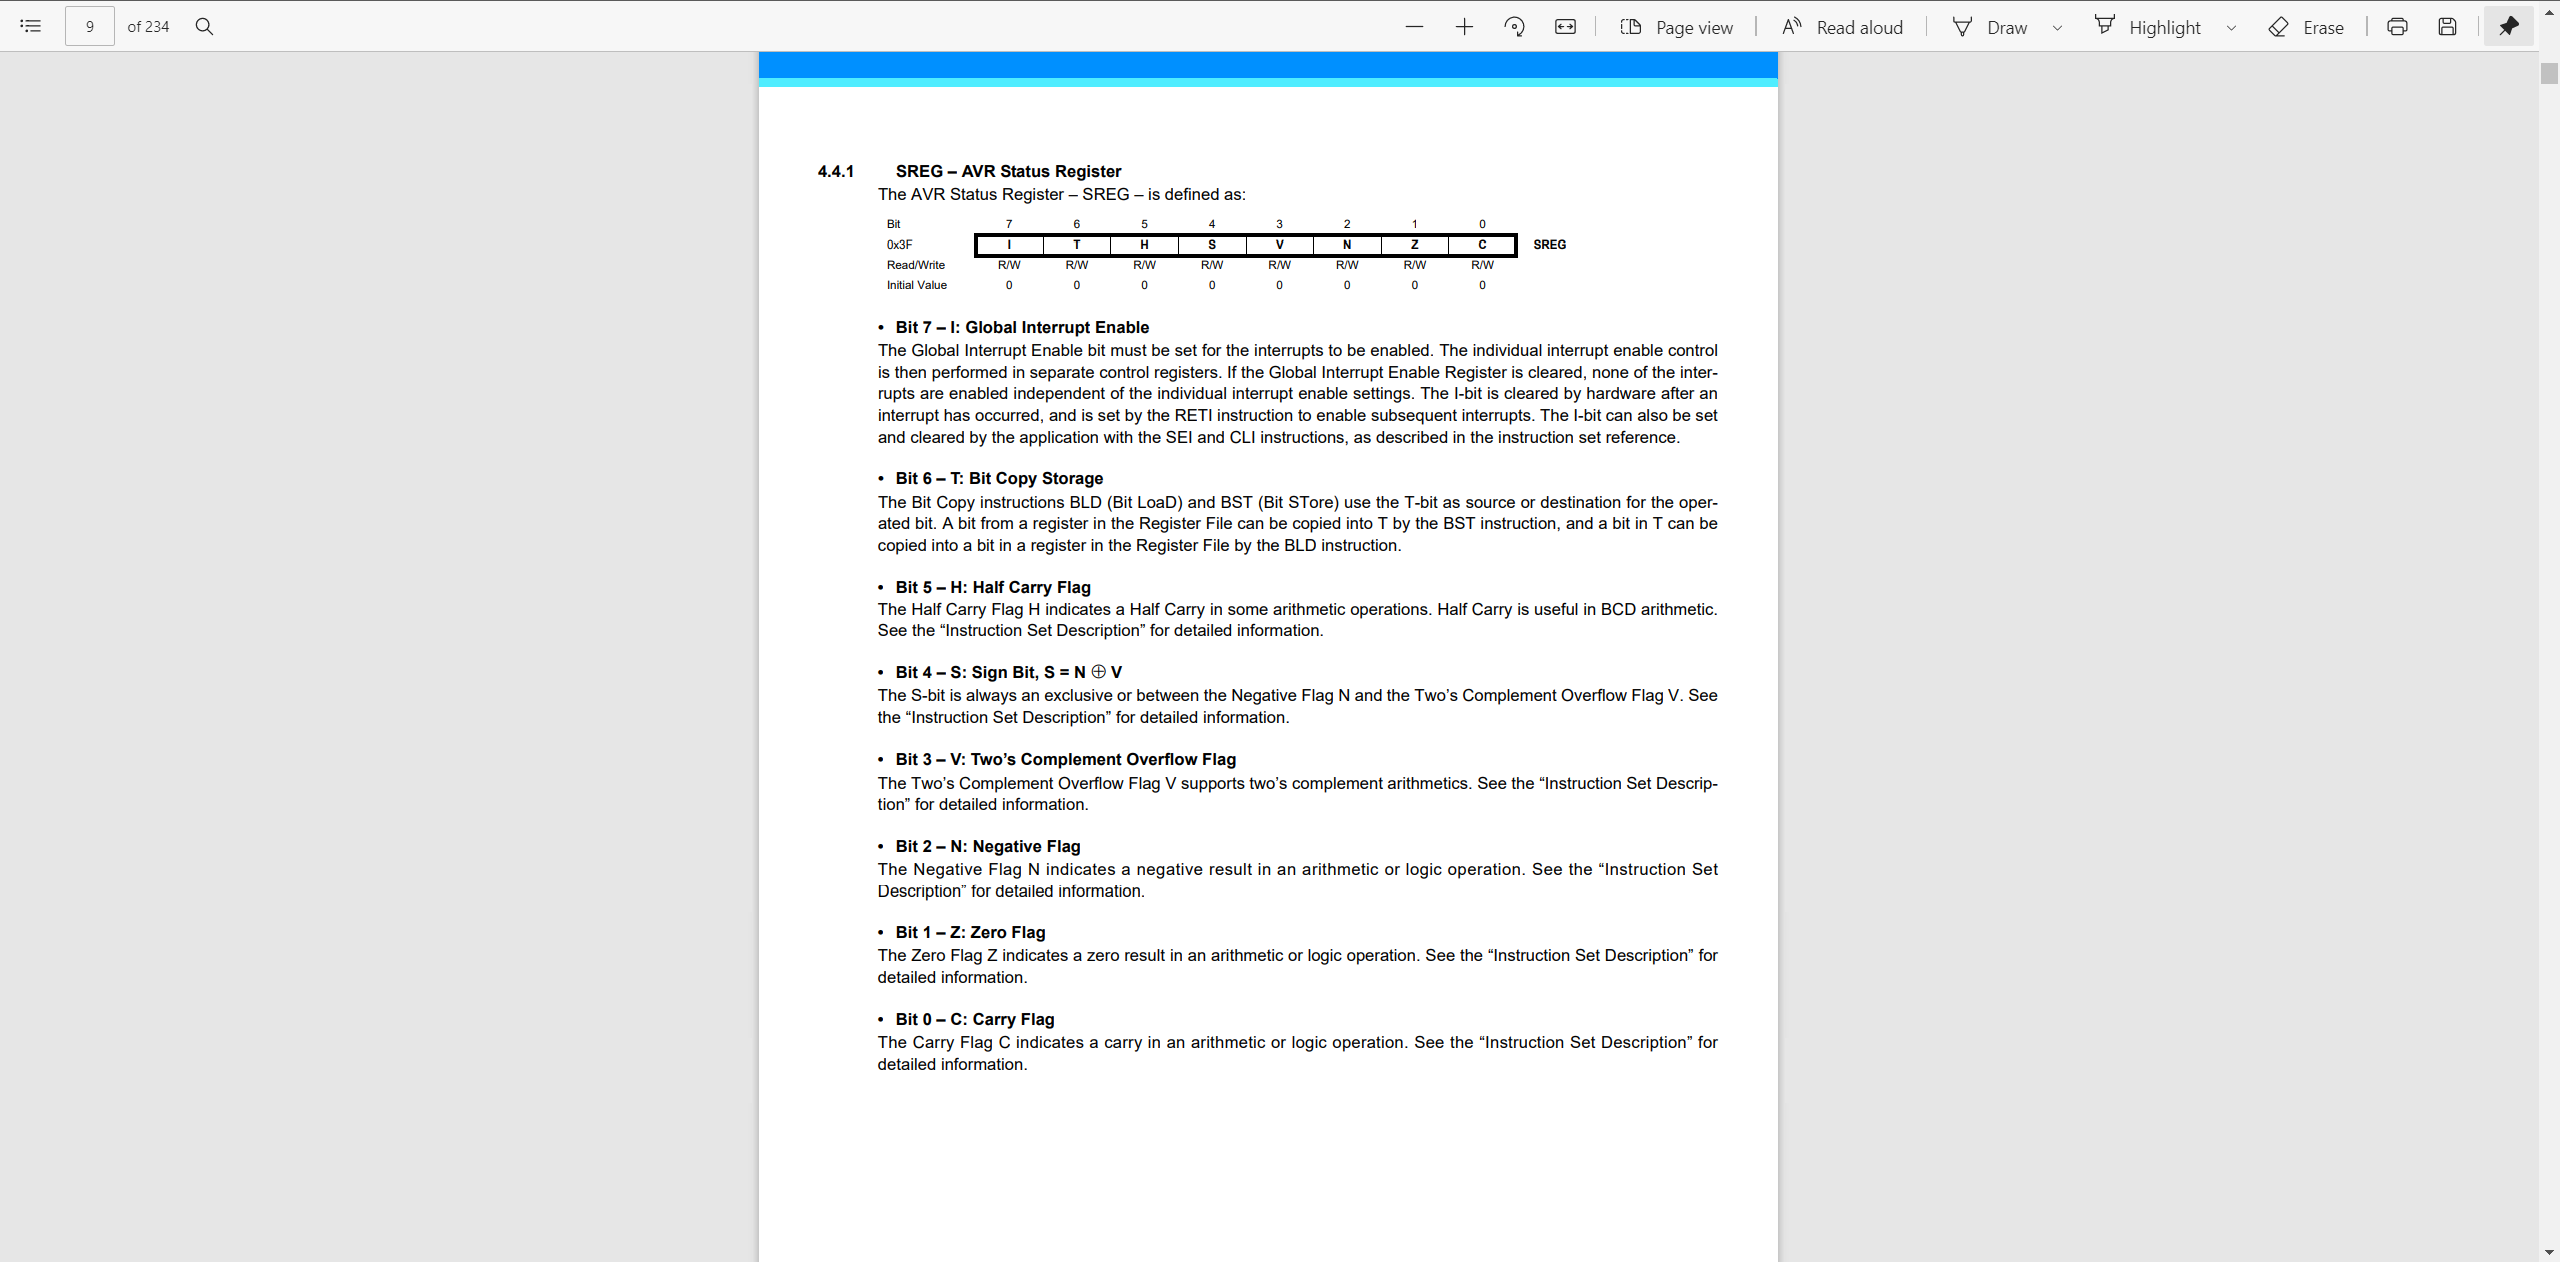 9 of 234 Page view Read aloud Draw Highlight Erase
4.4.1 SREG – AVR Status Register
The AVR Status Register – SREG – is defined as:
Bit 7 6 5 4 3 2 1 0
0x3F I T H S V N Z C SREG
Read/Write R/W R/W R/W R/W R/W R/W R/W R/W
Initial Value 0 0 0 0 0 0 0 0
• Bit 7 – I: Global Interrupt Enable
The Global Interrupt Enable bit must be set for the interrupts to be enabled. The individual interrupt enable control
is then performed in separate control registers. If the Global Interrupt Enable Register is cleared, none of the inter-
rupts are enabled independent of the individual interrupt enable settings. The I-bit is cleared by hardware after an
interrupt has occurred, and is set by the RETI instruction to enable subsequent interrupts. The I-bit can also be set
and cleared by the application with the SEI and CLI instructions, as described in the instruction set reference.
• Bit 6 – T: Bit Copy Storage
The Bit Copy instructions BLD (Bit LoaD) and BST (Bit STore) use the T-bit as source or destination for the oper-
ated bit. A bit from a register in the Register File can be copied into T by the BST instruction, and a bit in T can be
copied into a bit in a register in the Register File by the BLD instruction.
• Bit 5 – H: Half Carry Flag
The Half Carry Flag H indicates a Half Carry in some arithmetic operations. Half Carry is useful in BCD arithmetic.
See the “Instruction Set Description” for detailed information.
• Bit 4 – S: Sign Bit, S = N ⊕ V
The S-bit is always an exclusive or between the Negative Flag N and the Two’s Complement Overflow Flag V. See
the “Instruction Set Description” for detailed information.
• Bit 3 – V: Two’s Complement Overflow Flag
The Two’s Complement Overflow Flag V supports two’s complement arithmetics. See the “Instruction Set Descrip-
tion” for detailed information.
• Bit 2 – N: Negative Flag
The Negative Flag N indicates a negative result in an arithmetic or logic operation. See the “Instruction Set
Description” for detailed information.
• Bit 1 – Z: Zero Flag
The Zero Flag Z indicates a zero result in an arithmetic or logic operation. See the “Instruction Set Description” for
detailed information.
• Bit 0 – C: Carry Flag
The Carry Flag C indicates a carry in an arithmetic or logic operation. See the “Instruction Set Description” for
detailed information.